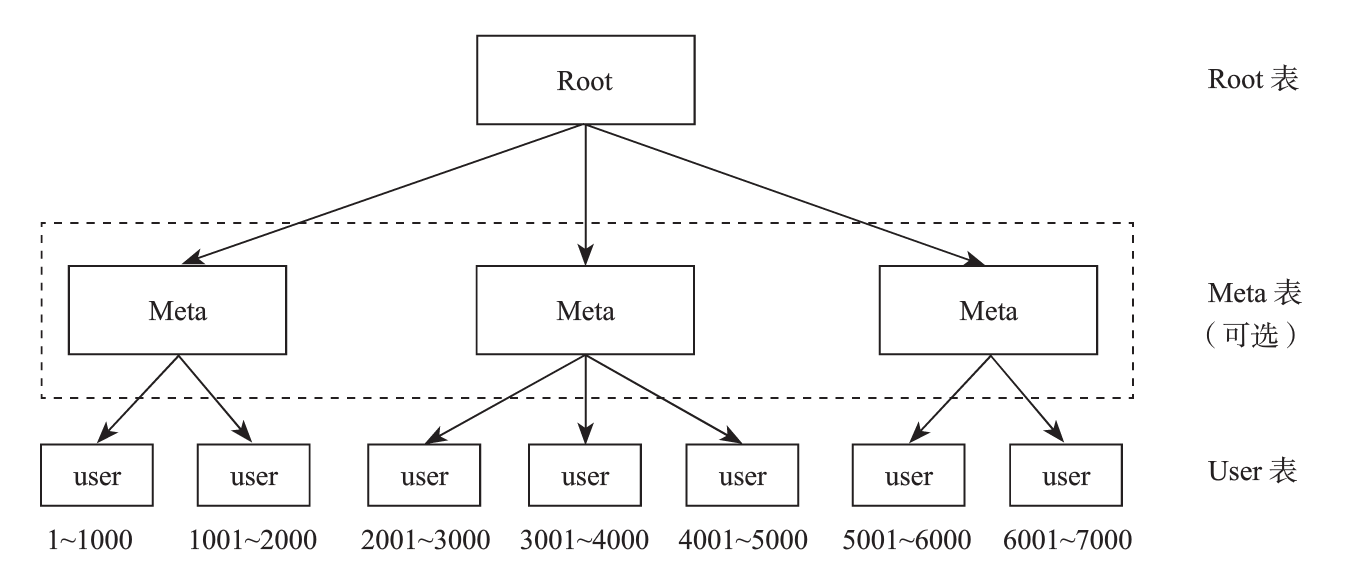 Root
Root 表
Meta
Meta
Meta
Meta 表
（可选）
user
user
user
user
user
user
user
User 表
1~1000
1001~2000
2001~3000
3001~4000
4001~5000
5001~6000
6001~7000